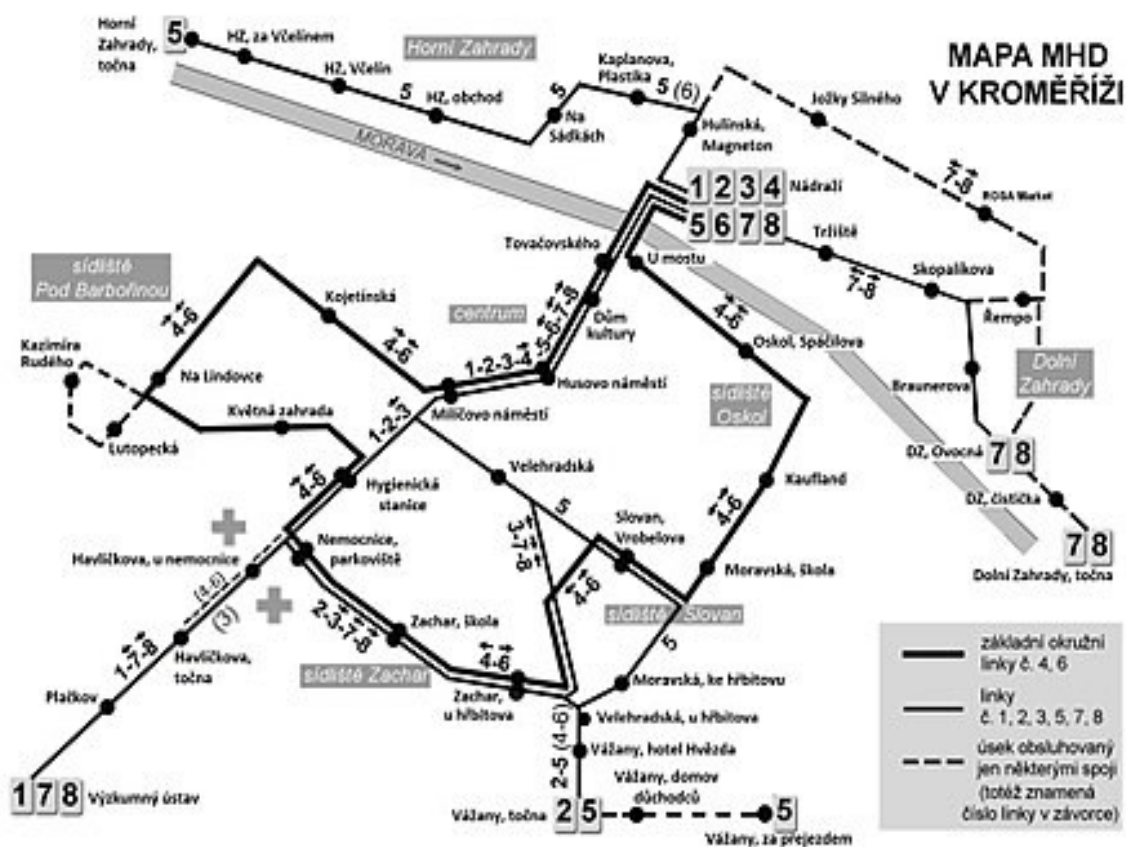 MAPA MHD
V KROMĚŘÍŽI
Horní
Zahrady,
točna
5
HZ, za Včelínem
HZ, Včelín
5
HZ, obchod
Horní Zahrady
5
Na
Sádkách
Kaplanova,
Plastika
5 (6)
Hulínská,
Magneton
Jožky Silného
7-8
ROSA Market
MORAVA
1 2 3 4 Nádraží
5 6 7 8
Tržiště
7-8
Skopalíkova
Řempo
Braunerova
Dolní
Zahrady
DZ, Ovocná 7 8
DZ, čistička
7 8
Dolní Zahrady, točna
Tovačovského
U mostu
Dům
kultury
centrum
1-2-3-4-5-6-7-8
Husovo náměstí
Miličovo náměstí
4-6
Oskol, Spáčilova
sídliště
Oskol
Kaufland
4-6
Moravská, škola
sídliště
Pod Barbořinou
Kojetínská
4-6
4-6
Kazimíra
Rudého
Na Lindovce
Lutopecká
Květná zahrada
1-2-3
4-6
Hygienická
stanice
Velehradská
5
3-7-8
Slovan,
Vrobelova
4-6
sídliště Slovan
5
Moravská, ke hřbitovu
Havlíčkova, u nemocnice
Nemocnice,
parkoviště
(4-6)
(3)
2-3-7-8
Zachar, škola
4-6
sídliště Zachar
Zachar,
u hřbitova
Havlíčkova,
točna
1-7-8
Plačkov
1 7 8 Výzkumný ústav
Velehradská, u hřbitova
2-5 (4-6)
Vážany, hotel Hvězda
Vážany, domov
důchodců
Vážany, točna 2 5
5
Vážany, za přejezdem
základní okružní
linky č. 4, 6
linky
č. 1, 2, 3, 5, 7, 8
úsek obsluhovaný
jen některými spoji
(totéž znamená
číslo linky v závorce)